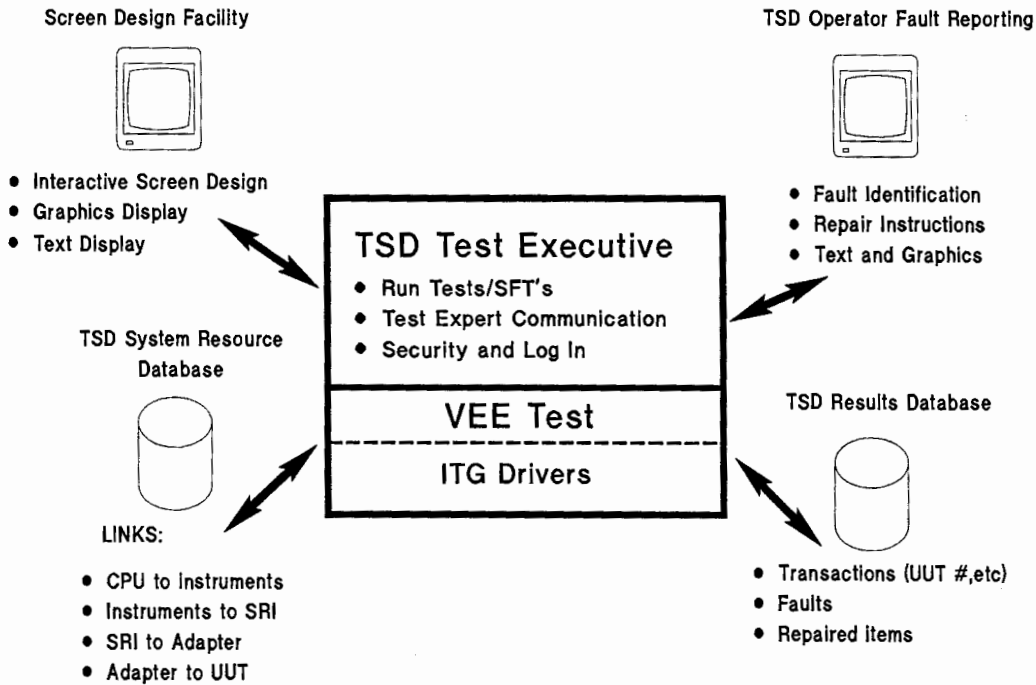 Screen Design Facility
• Interactive Screen Design
• Graphics Display
• Text Display
TSD Operator Fault Reporting
• Fault Identification
• Repair Instructions
• Text and Graphics
TSD Test Executive
• Run Tests/SFT's
• Test Expert Communication
• Security and Log In
VEE Test
ITG Drivers
TSD System Resource
Database
LINKS:
• CPU to Instruments
• Instruments to SRI
• SRI to Adapter
• Adapter to UUT
TSD Results Database
• Transactions (UUT #,etc)
• Faults
• Repaired items